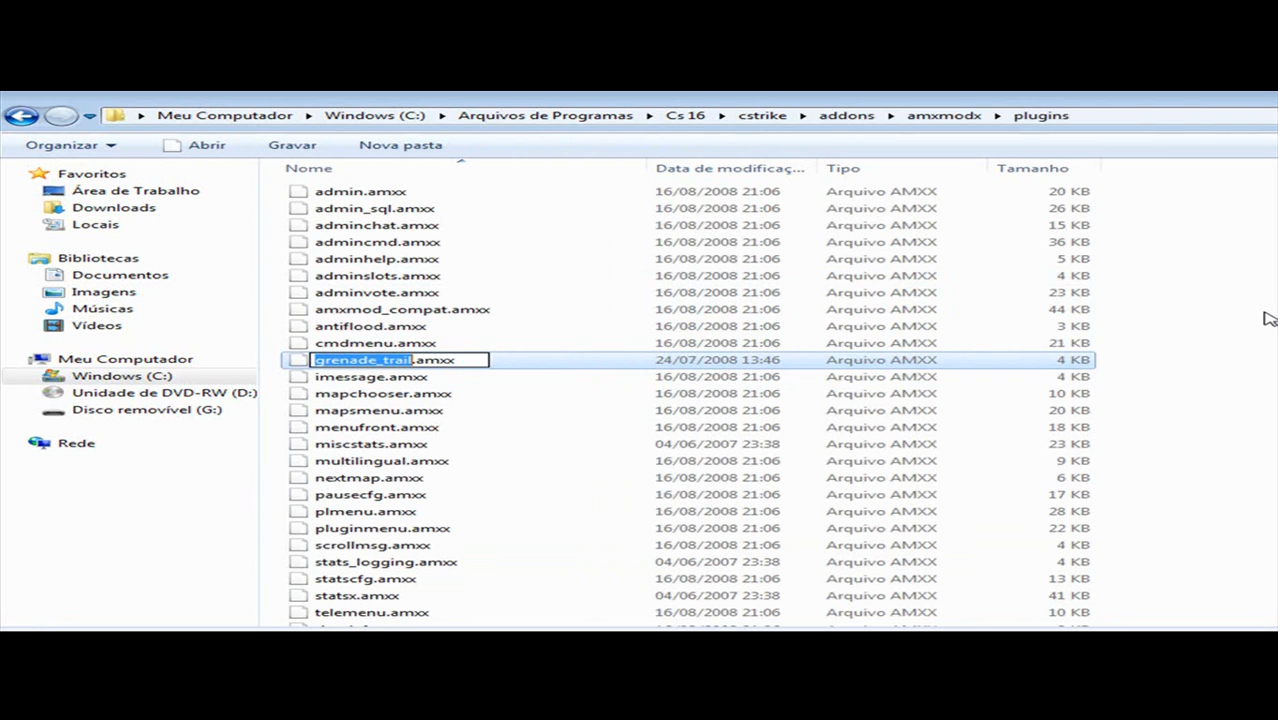 Meu Computador Windows (C:) Arquivos de Programas Cs 16 cstrike addons amxmodx plugins
Organizar Abrir Gravar Nova pasta
Nome Data de modificaç... Tipo Tamanho
Favoritos
Área de Trabalho
Downloads
Locais
Bibliotecas
Documentos
Imagens
Músicas
Vídeos
Meu Computador
Windows (C:)
Unidade de DVD-RW (D:)
Disco removível (G:)
Rede
admin.amxx 16/08/2008 21:06 Arquivo AMXX 20 KB
admin_sql.amxx 16/08/2008 21:06 Arquivo AMXX 26 KB
adminchat.amxx 16/08/2008 21:06 Arquivo AMXX 15 KB
admincmd.amxx 16/08/2008 21:06 Arquivo AMXX 36 KB
adminhelp.amxx 16/08/2008 21:06 Arquivo AMXX 5 KB
adminslots.amxx 16/08/2008 21:06 Arquivo AMXX 4 KB
adminvote.amxx 16/08/2008 21:06 Arquivo AMXX 23 KB
amxmod_compat.amxx 16/08/2008 21:06 Arquivo AMXX 44 KB
antiflood.amxx 16/08/2008 21:06 Arquivo AMXX 3 KB
cmdmenu.amxx 16/08/2008 21:06 Arquivo AMXX 21 KB
grenade_trail.amxx 24/07/2008 13:46 Arquivo AMXX 4 KB
imessage.amxx 16/08/2008 21:06 Arquivo AMXX 4 KB
mapchooser.amxx 16/08/2008 21:06 Arquivo AMXX 10 KB
mapsmenu.amxx 16/08/2008 21:06 Arquivo AMXX 20 KB
menufront.amxx 16/08/2008 21:06 Arquivo AMXX 18 KB
miscstats.amxx 04/06/2007 23:38 Arquivo AMXX 23 KB
multilingual.amxx 16/08/2008 21:06 Arquivo AMXX 9 KB
nextmap.amxx 16/08/2008 21:06 Arquivo AMXX 6 KB
pausecfg.amxx 16/08/2008 21:06 Arquivo AMXX 17 KB
plmenu.amxx 16/08/2008 21:06 Arquivo AMXX 28 KB
pluginmenu.amxx 16/08/2008 21:06 Arquivo AMXX 22 KB
scrollmsg.amxx 16/08/2008 21:06 Arquivo AMXX 4 KB
stats_logging.amxx 04/06/2007 23:38 Arquivo AMXX 4 KB
statscfg.amxx 16/08/2008 21:06 Arquivo AMXX 13 KB
statsx.amxx 04/06/2007 23:38 Arquivo AMXX 41 KB
telemenu.amxx 16/08/2008 21:06 Arquivo AMXX 10 KB